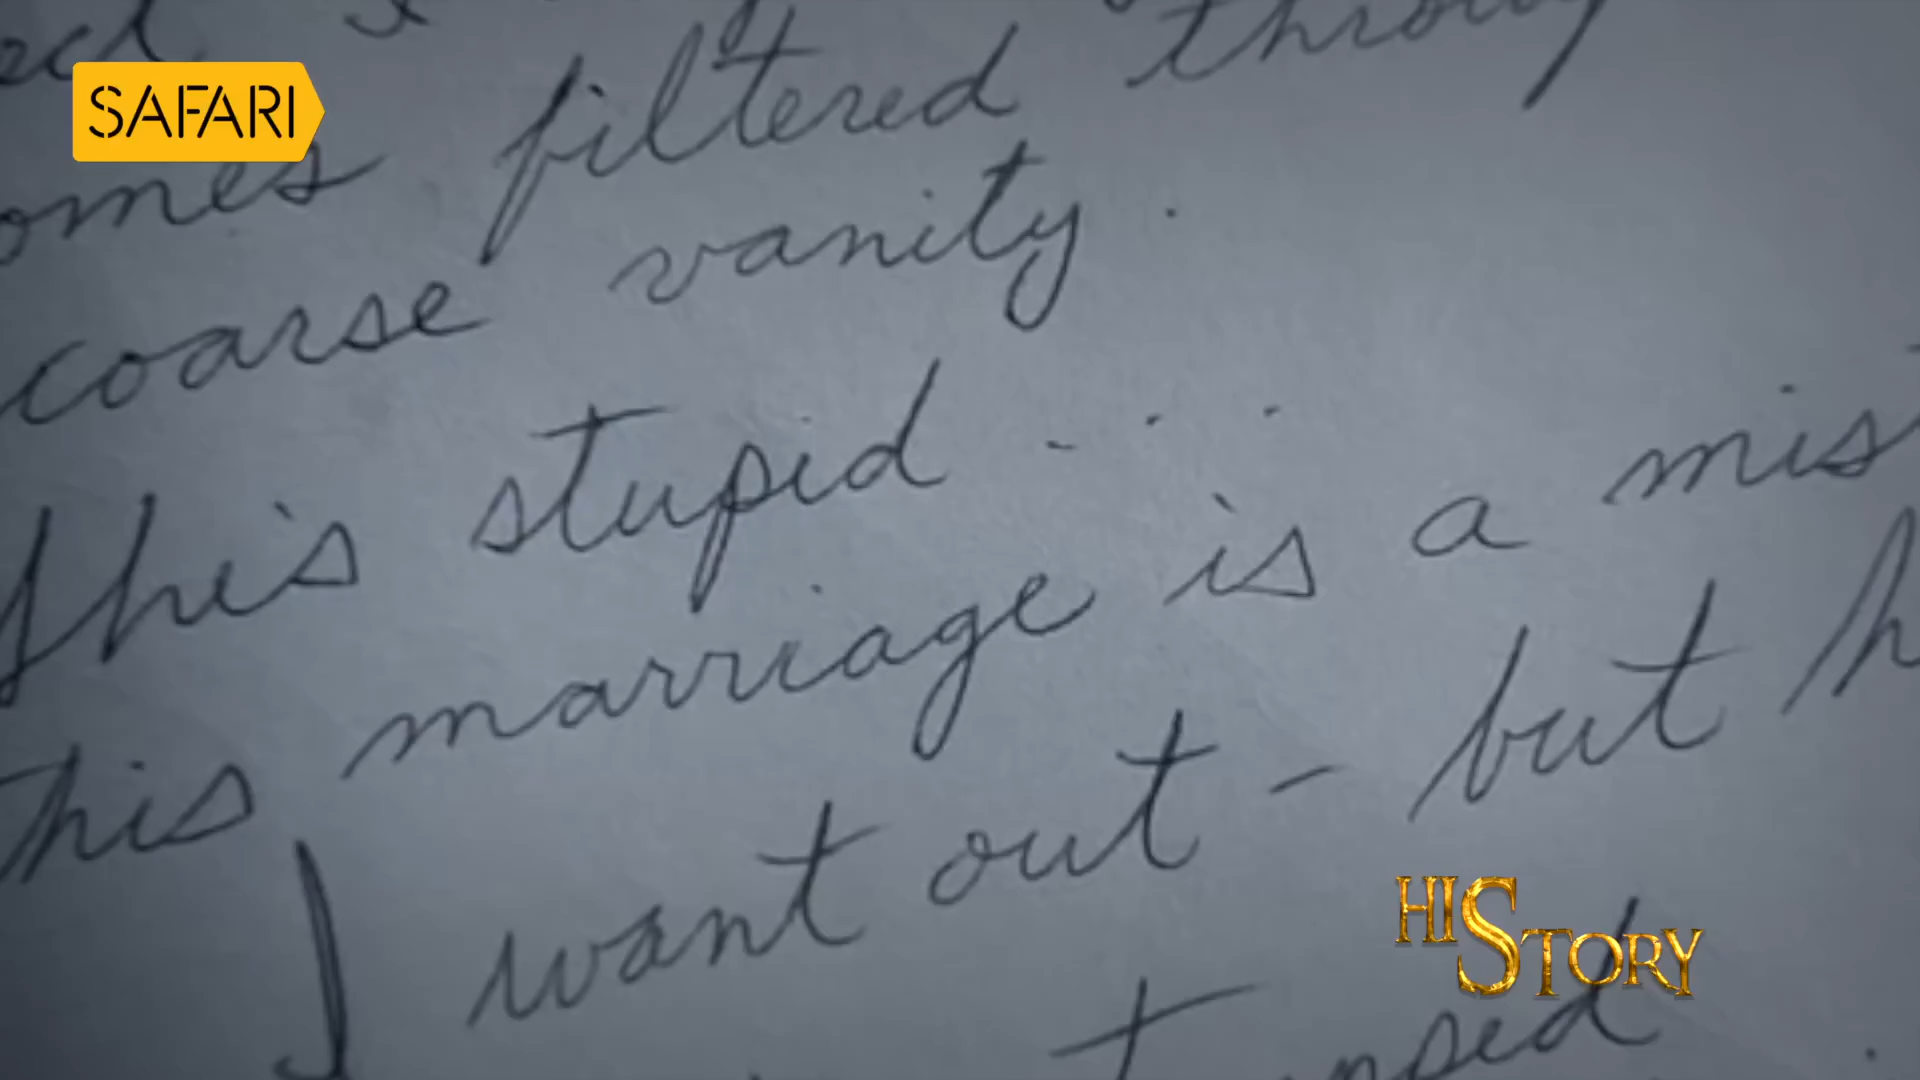 SAFARI
filtered
coarse vanity.
This stupid ...
This marriage is a
I want out - but
HISTORY